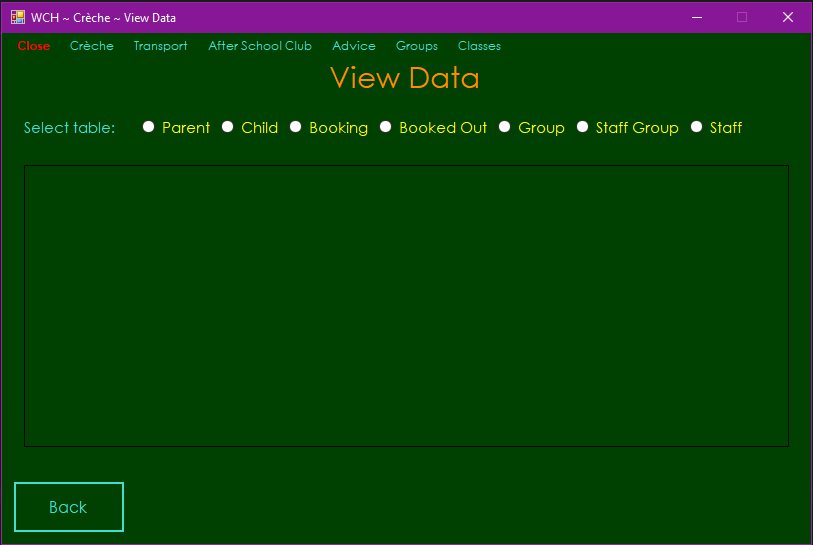 WCH ~ Crèche ~ View Data
Close Crèche Transport After School Club Advice Groups Classes
View Data
Select table: Parent Child Booking Booked Out Group Staff Group Staff
Back